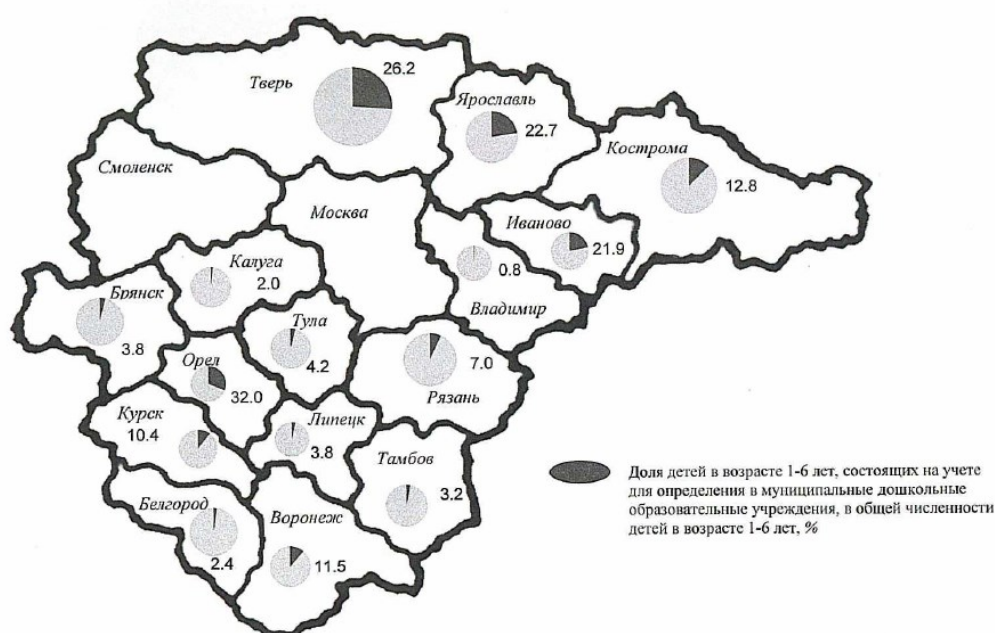 26.2
Тверь
Ярославль
22.7
Кострома
12.8
Смоленск
Москва
Иваново
21.9
0.8
Владимир
Калуга
2.0
Брянск
3.8
Тула
4.2
7.0
Рязань
Орел
32.0
Курск
10.4
Липецк
3.8
Тамбов
3.2
Белгород
2.4
Воронеж
11.5
Доля детей в возрасте 1-6 лет, состоящих на учете
для определения в муниципальные дошкольные
образовательные учреждения, в общей численности
детей в возрасте 1-6 лет, %